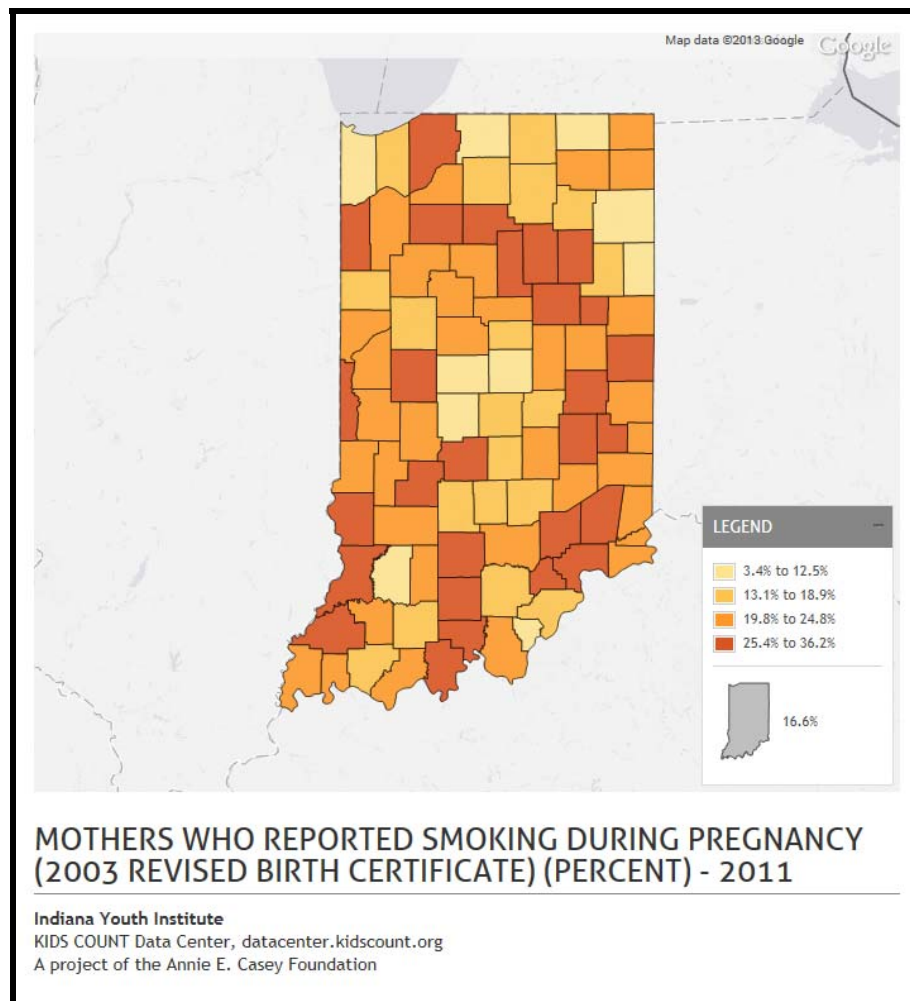 Map data ©2013 Google
Google
LEGEND
3.4% to 12.5%
13.1% to 18.9%
19.8% to 24.8%
25.4% to 36.2%
16.6%
MOTHERS WHO REPORTED SMOKING DURING PREGNANCY
(2003 REVISED BIRTH CERTIFICATE) (PERCENT) - 2011
Indiana Youth Institute
KIDS COUNT Data Center, datacenter.kidscount.org
A project of the Annie E. Casey Foundation